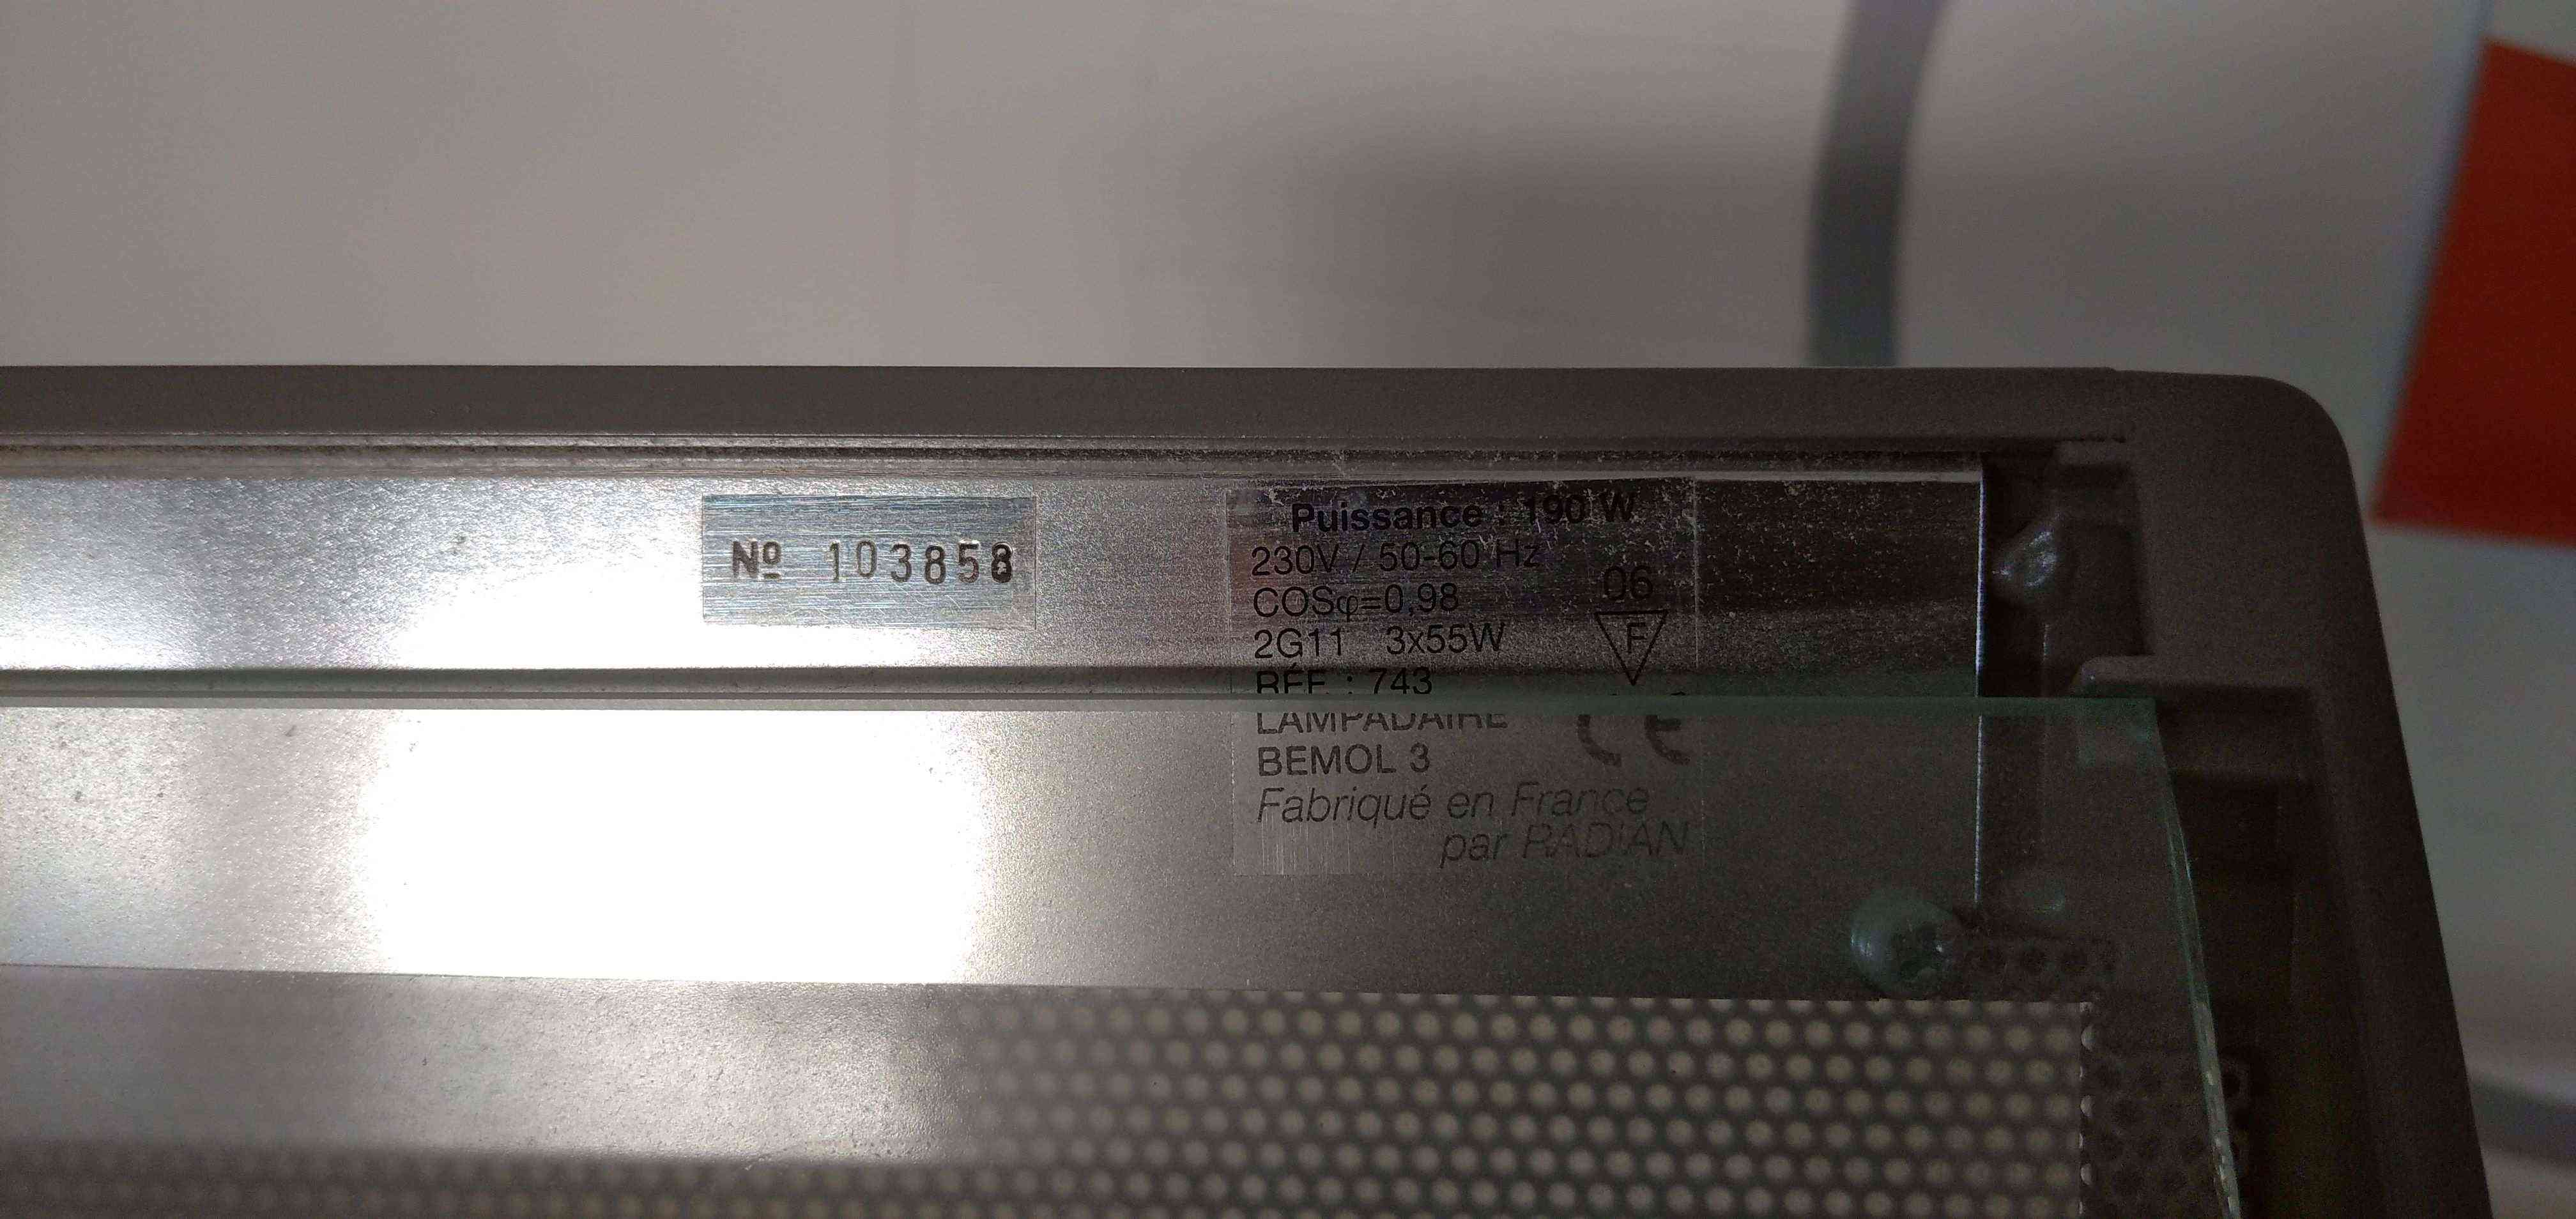 Nº 103858
Puissance : 190 W
230V / 50-60 Hz
COSφ=0,98
06
2G11 3x55W
F
RÉF. : 743
LAMPADAIRE
CE
BEMOL 3
Fabriqué en France
par RADIAN